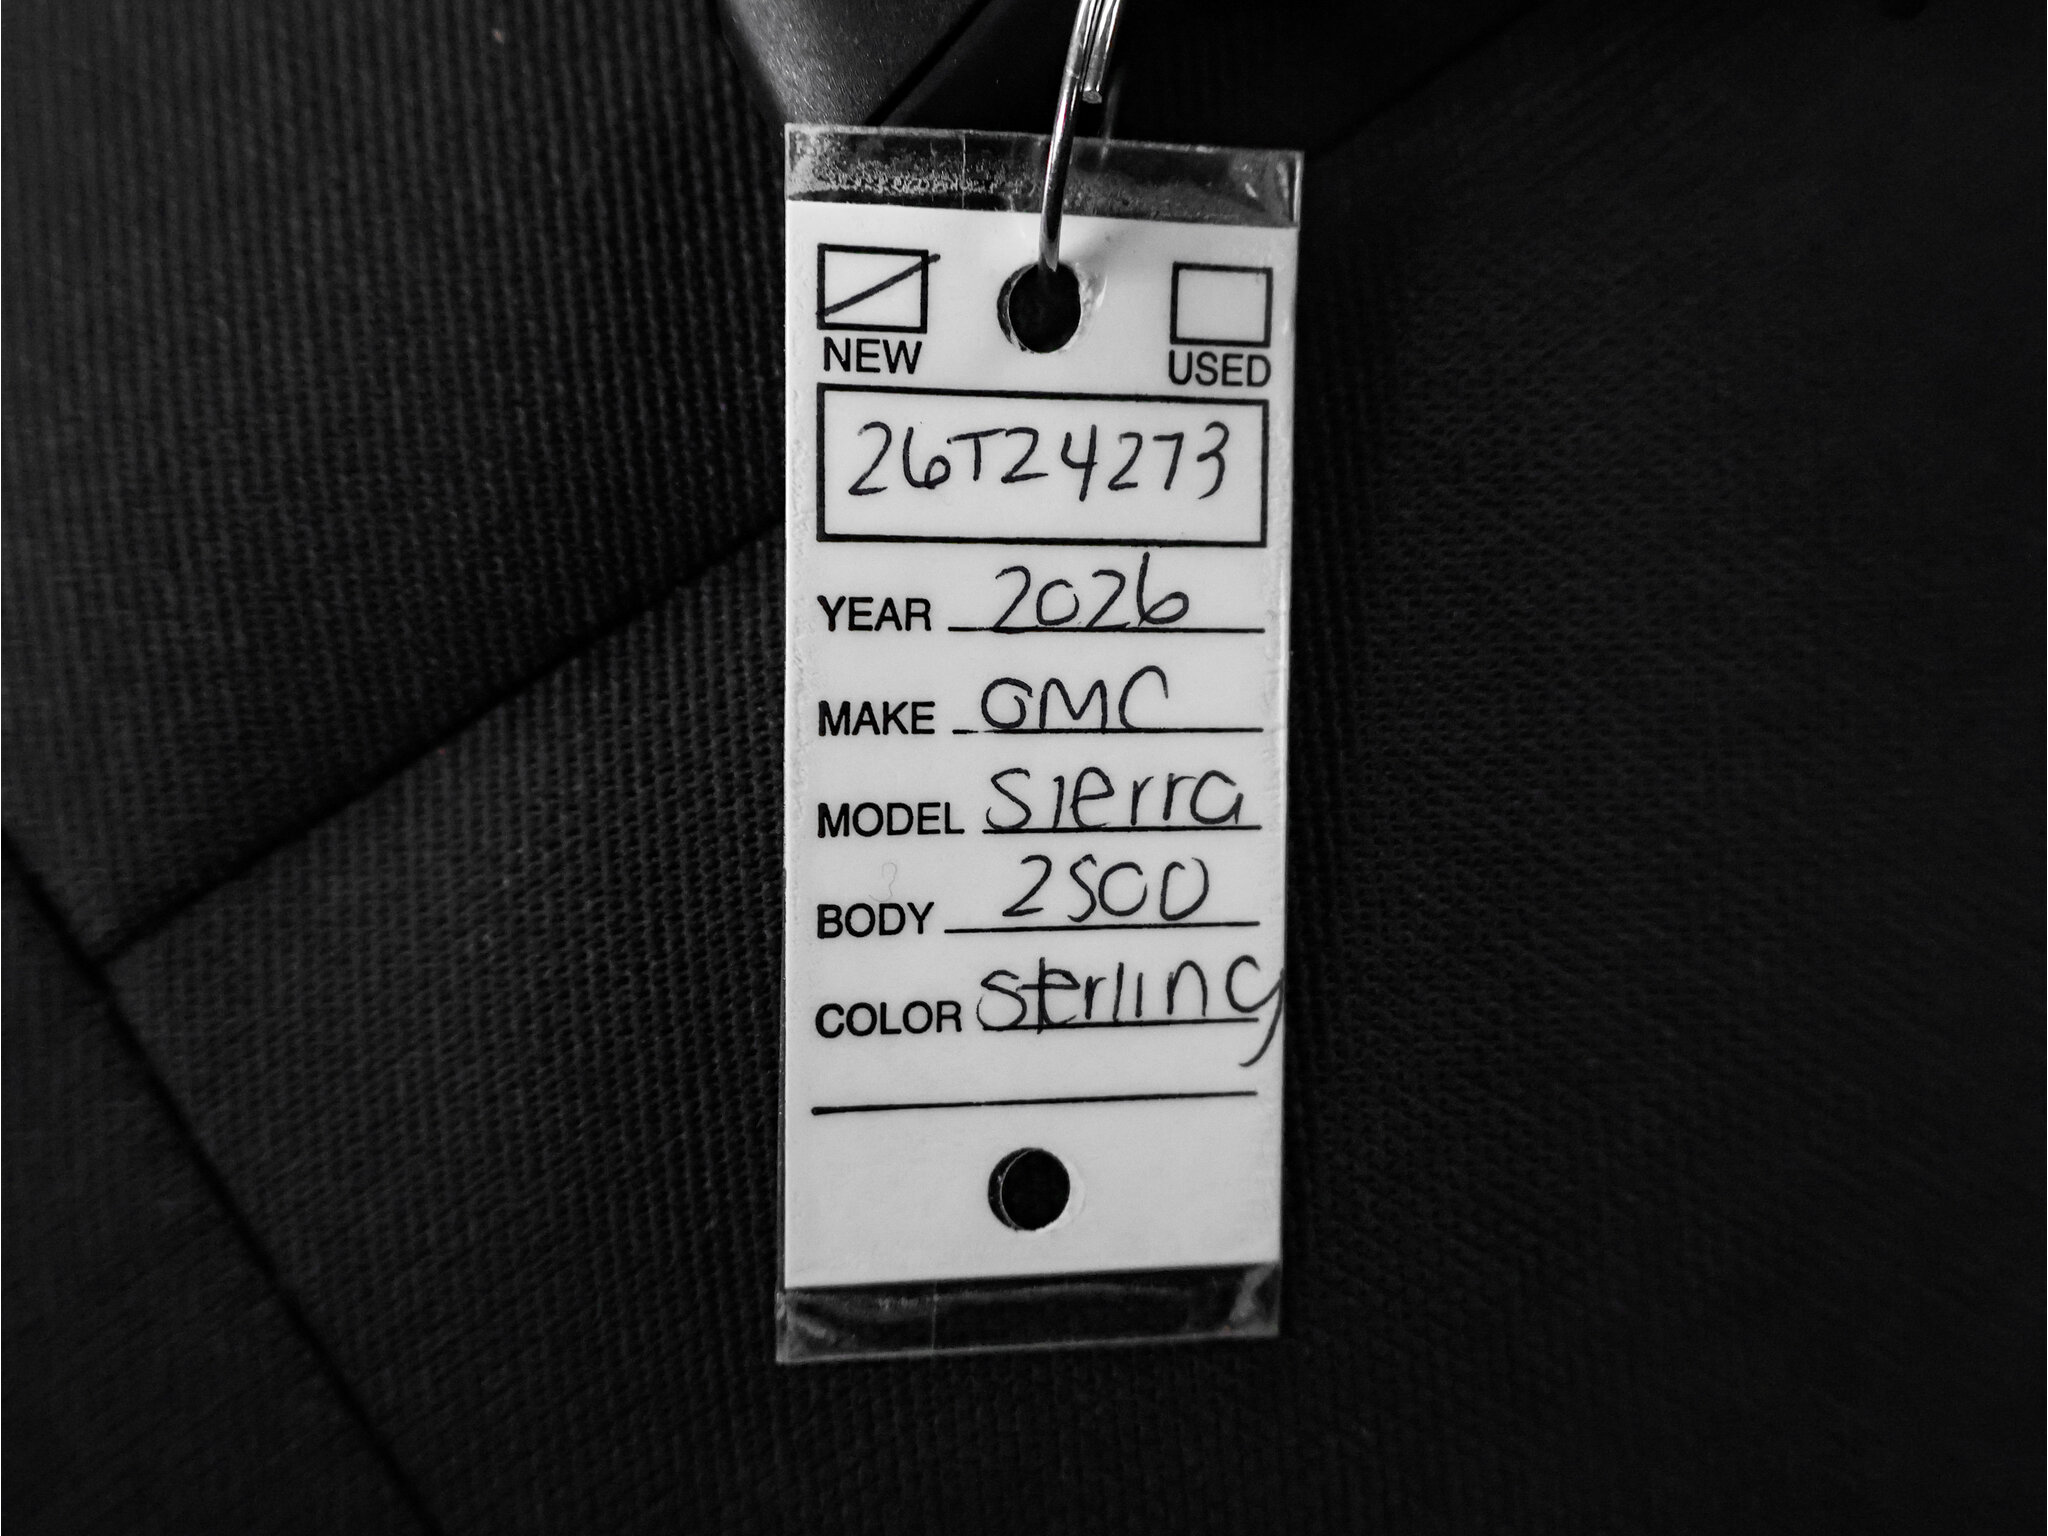 NEW USED
26T24273
YEAR 2026
MAKE GMC
MODEL Sierra
BODY 2500
COLOR Sterling